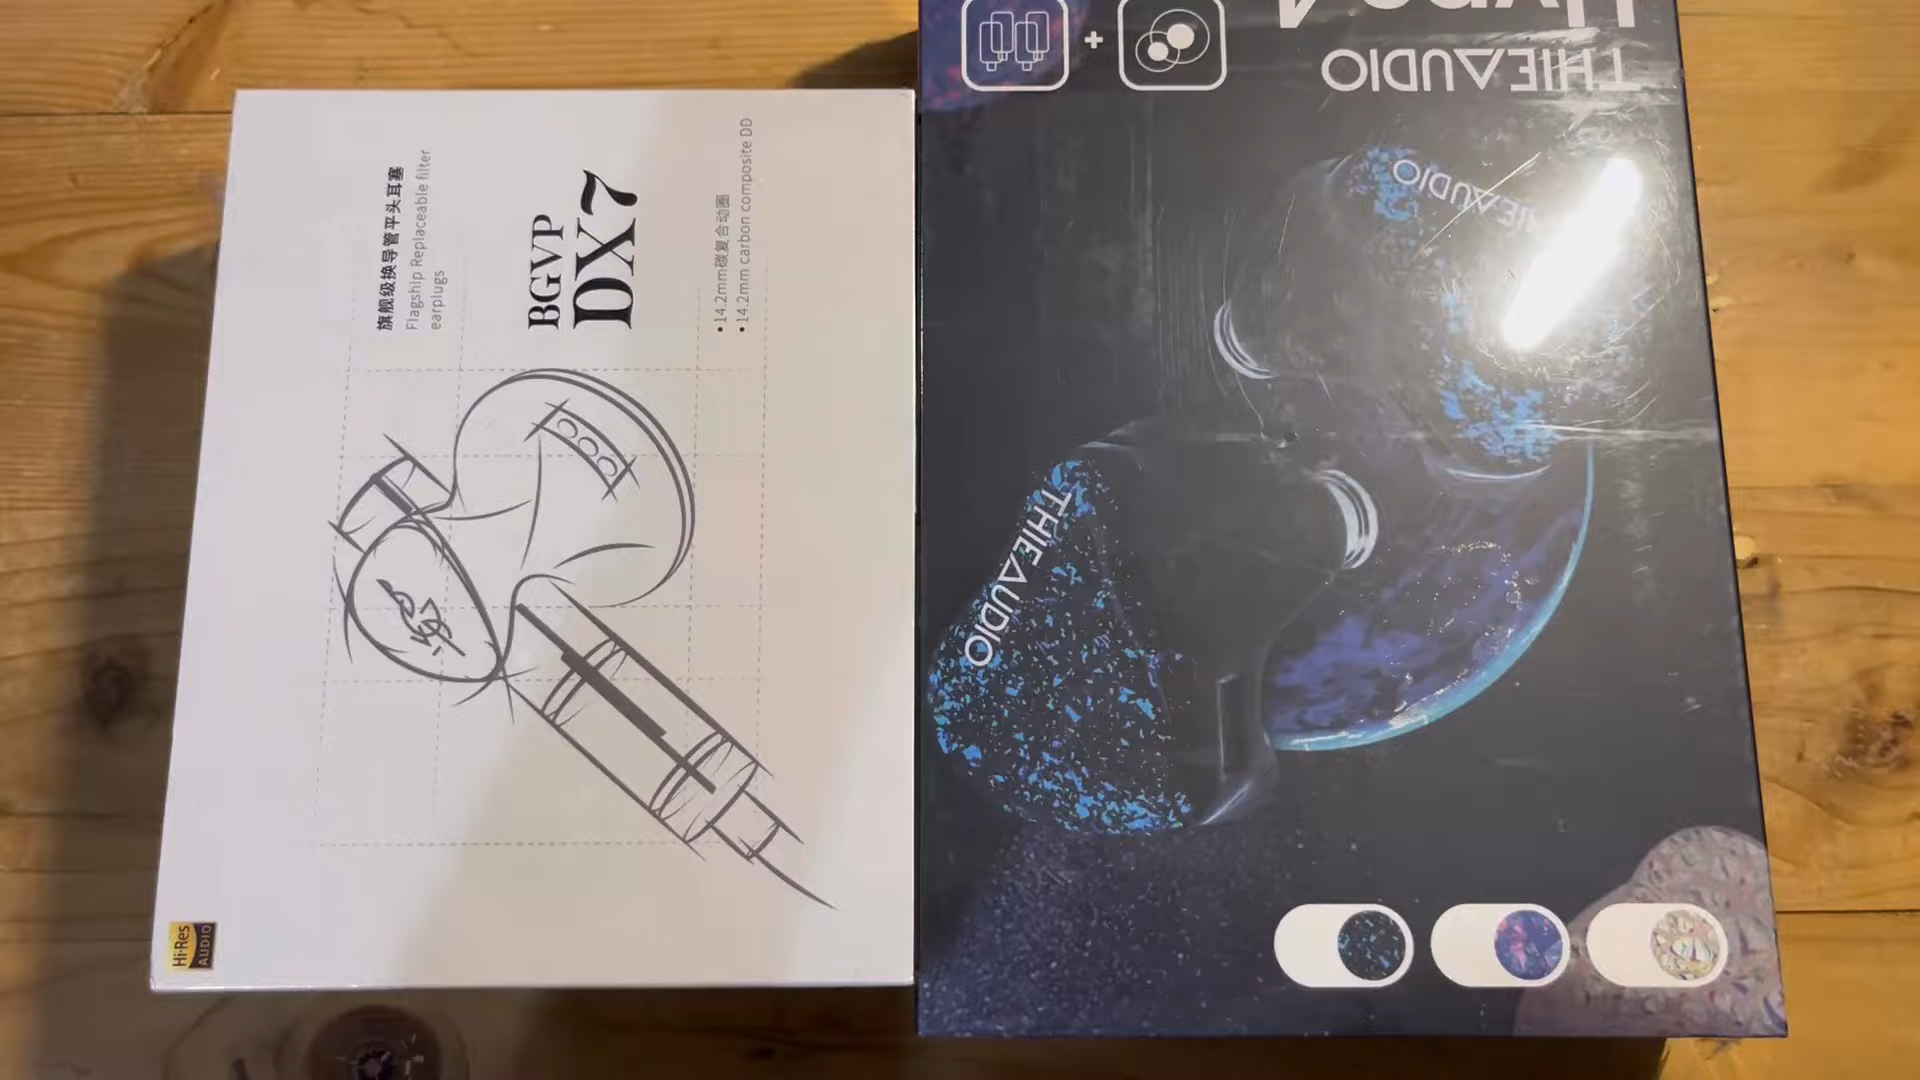 旗舰级换导管平头耳塞
Flagship Replaceable filter
earplugs
BGVP
DX7
•14.2mm碳复合动圈
•14.2mm carbon composite DD
Hi-Res
AUDIO
THIEAUDIO
+
THIEAUDIO
THIEAUDIO